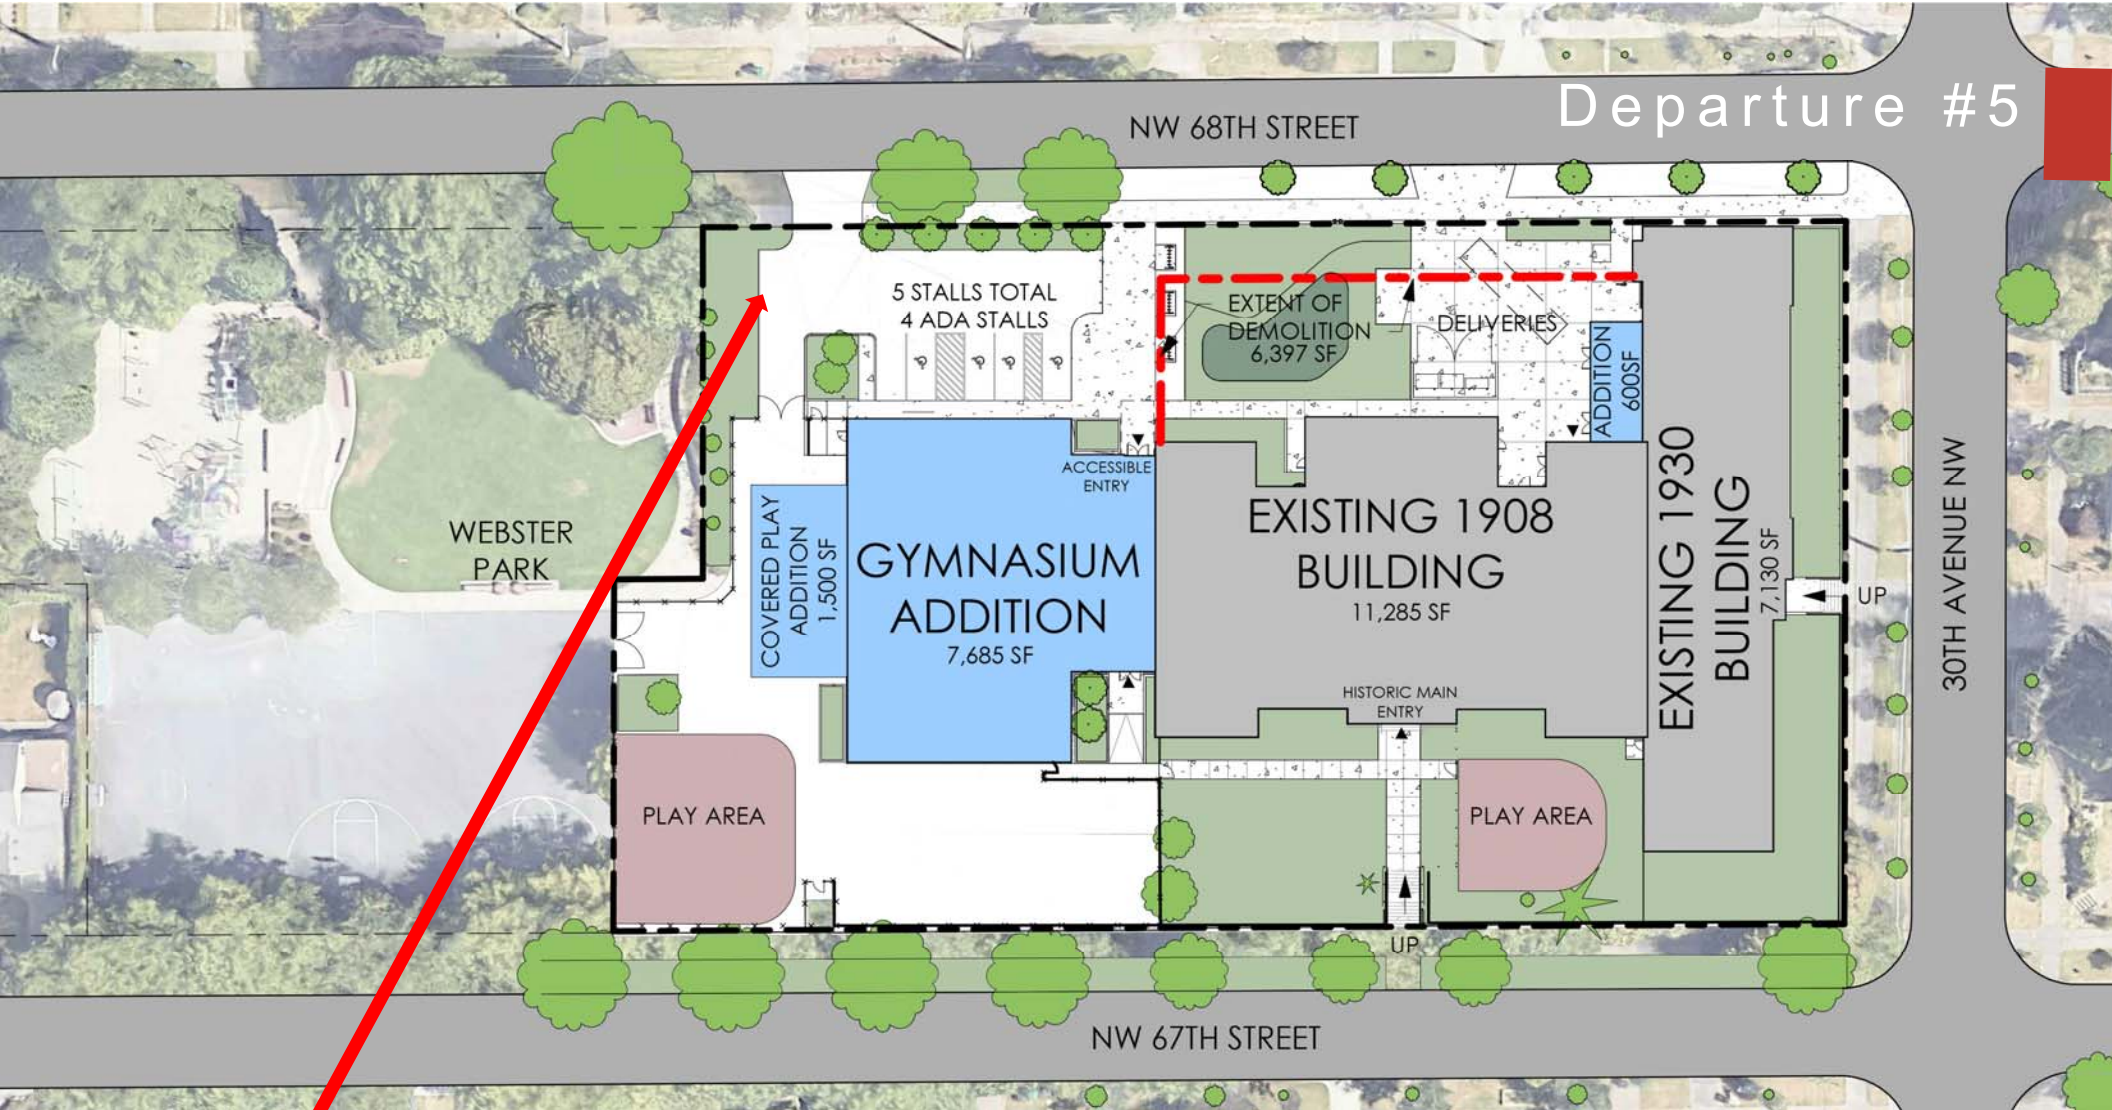 Departure #5
NW 68TH STREET
5 STALLS TOTAL
4 ADA STALLS
EXTENT OF
DEMOLITION
6,397 SF
DELIVERIES
ADDITION
600SF
ACCESSIBLE
ENTRY
WEBSTER
PARK
COVERED PLAY
ADDITION
1,500 SF
GYMNASIUM
ADDITION
7,685 SF
EXISTING 1908
BUILDING
11,285 SF
EXISTING 1930
BUILDING
7,130 SF
UP
30TH AVENUE NW
HISTORIC MAIN
ENTRY
PLAY AREA
PLAY AREA
UP
NW 67TH STREET